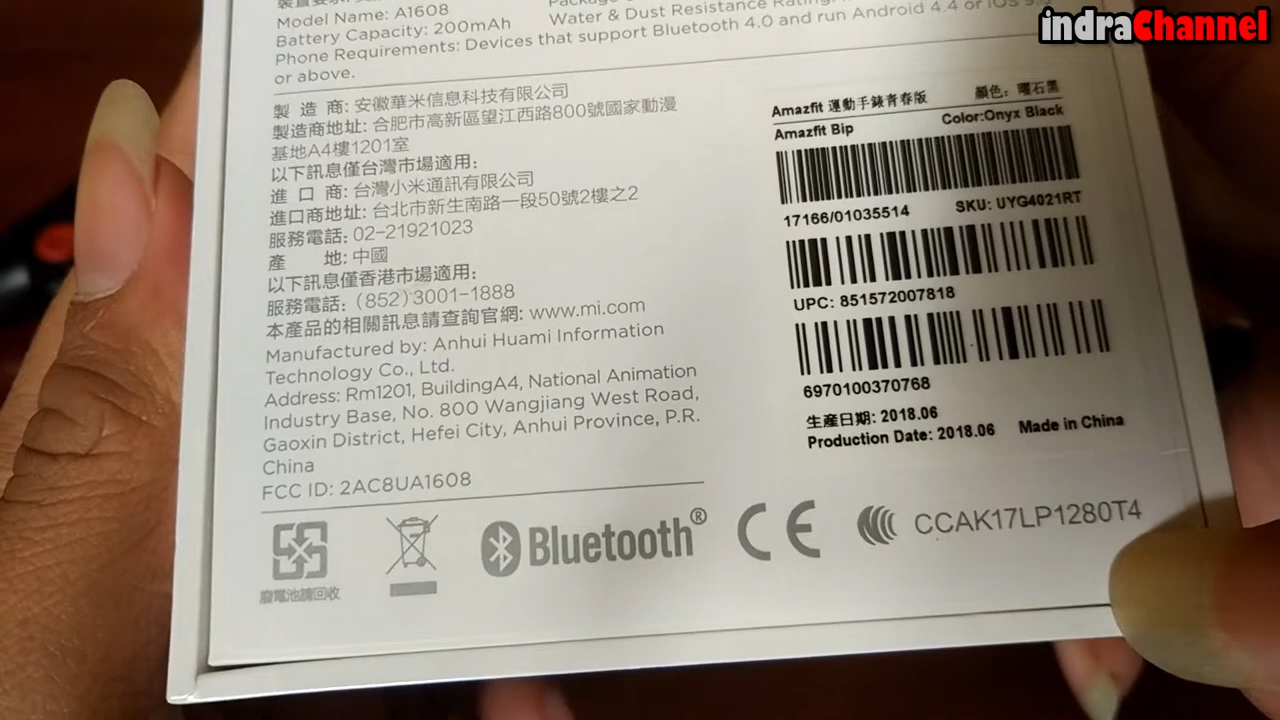 indraChannel
Model Name: A1608
Battery Capacity: 200mAh
Water & Dust Resistance Rating:
Phone Requirements: Devices that support Bluetooth 4.0 and run Android 4.4 or iOS
or above.
製 造 商: 安徽華米信息科技有限公司
製造商地址: 合肥市高新區望江西路800號國家動漫
基地A4樓1201室
以下訊息僅台灣市場適用:
進 口 商: 台灣小米通訊有限公司
進口商地址: 台北市新生南路一段50號2樓之2
服務電話: 02-21921023
產 地: 中國
以下訊息僅香港市場適用:
服務電話: (852) 3001-1888
本產品的相關訊息請查詢官網: www.mi.com
Manufactured by: Anhui Huami Information
Technology Co., Ltd.
Address: Rm1201, BuildingA4, National Animation
Industry Base, No. 800 Wangjiang West Road,
Gaoxin District, Hefei City, Anhui Province, P.R.
China
FCC ID: 2AC8UA1608
廢電池請回收
Bluetooth®
CE
CCAK17LP1280T4
Amazfit 運動手錶青春版 顏色: 曜石黑
Amazfit Bip Color:Onyx Black
17166/01035514 SKU: UYG4021RT
UPC: 851572007818
6970100370768
生產日期: 2018.06
Production Date: 2018.06 Made in China